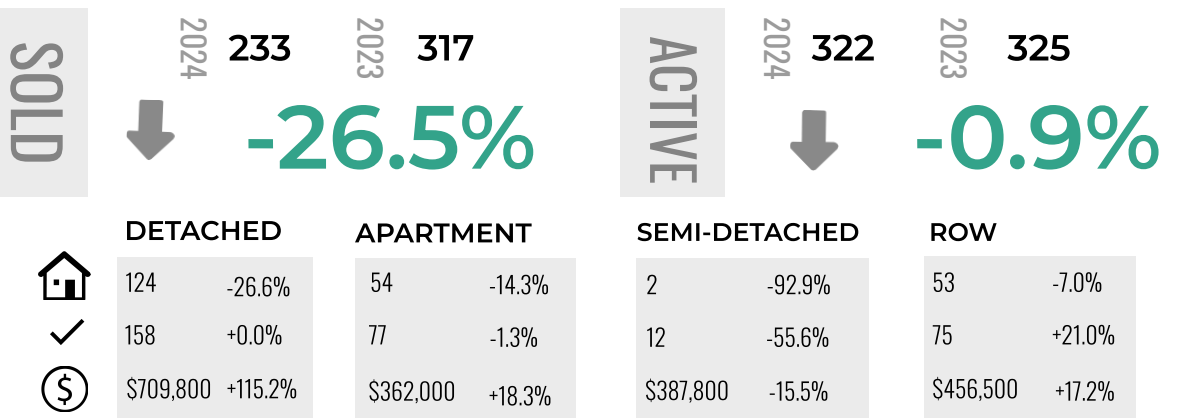 SOLD
2024 233 2023 317
-26.5%
ACTIVE
2024 322 2023 325
-0.9%
DETACHED APARTMENT SEMI-DETACHED ROW
124 -26.6% 54 -14.3% 2 -92.9% 53 -7.0%
158 +0.0% 77 -1.3% 12 -55.6% 75 +21.0%
$ $709,800 +115.2% $362,000 +18.3% $387,800 -15.5% $456,500 +17.2%